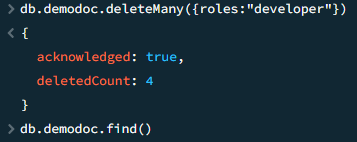 > db.demodoc.deleteMany({roles:"developer"})
< {
acknowledged: true,
deletedCount: 4
}
> db.demodoc.find()